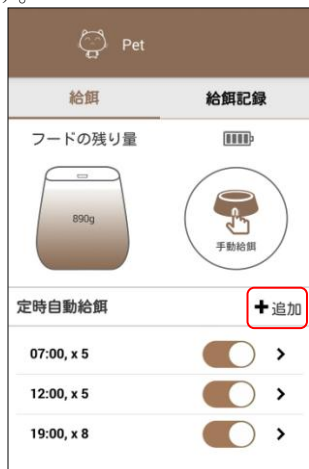 す。
Pet
給餌 給餌記録
フードの残り量
890g
手動給餌
定時自動給餌 +追加
07:00, x 5
12:00, x 5
19:00, x 8